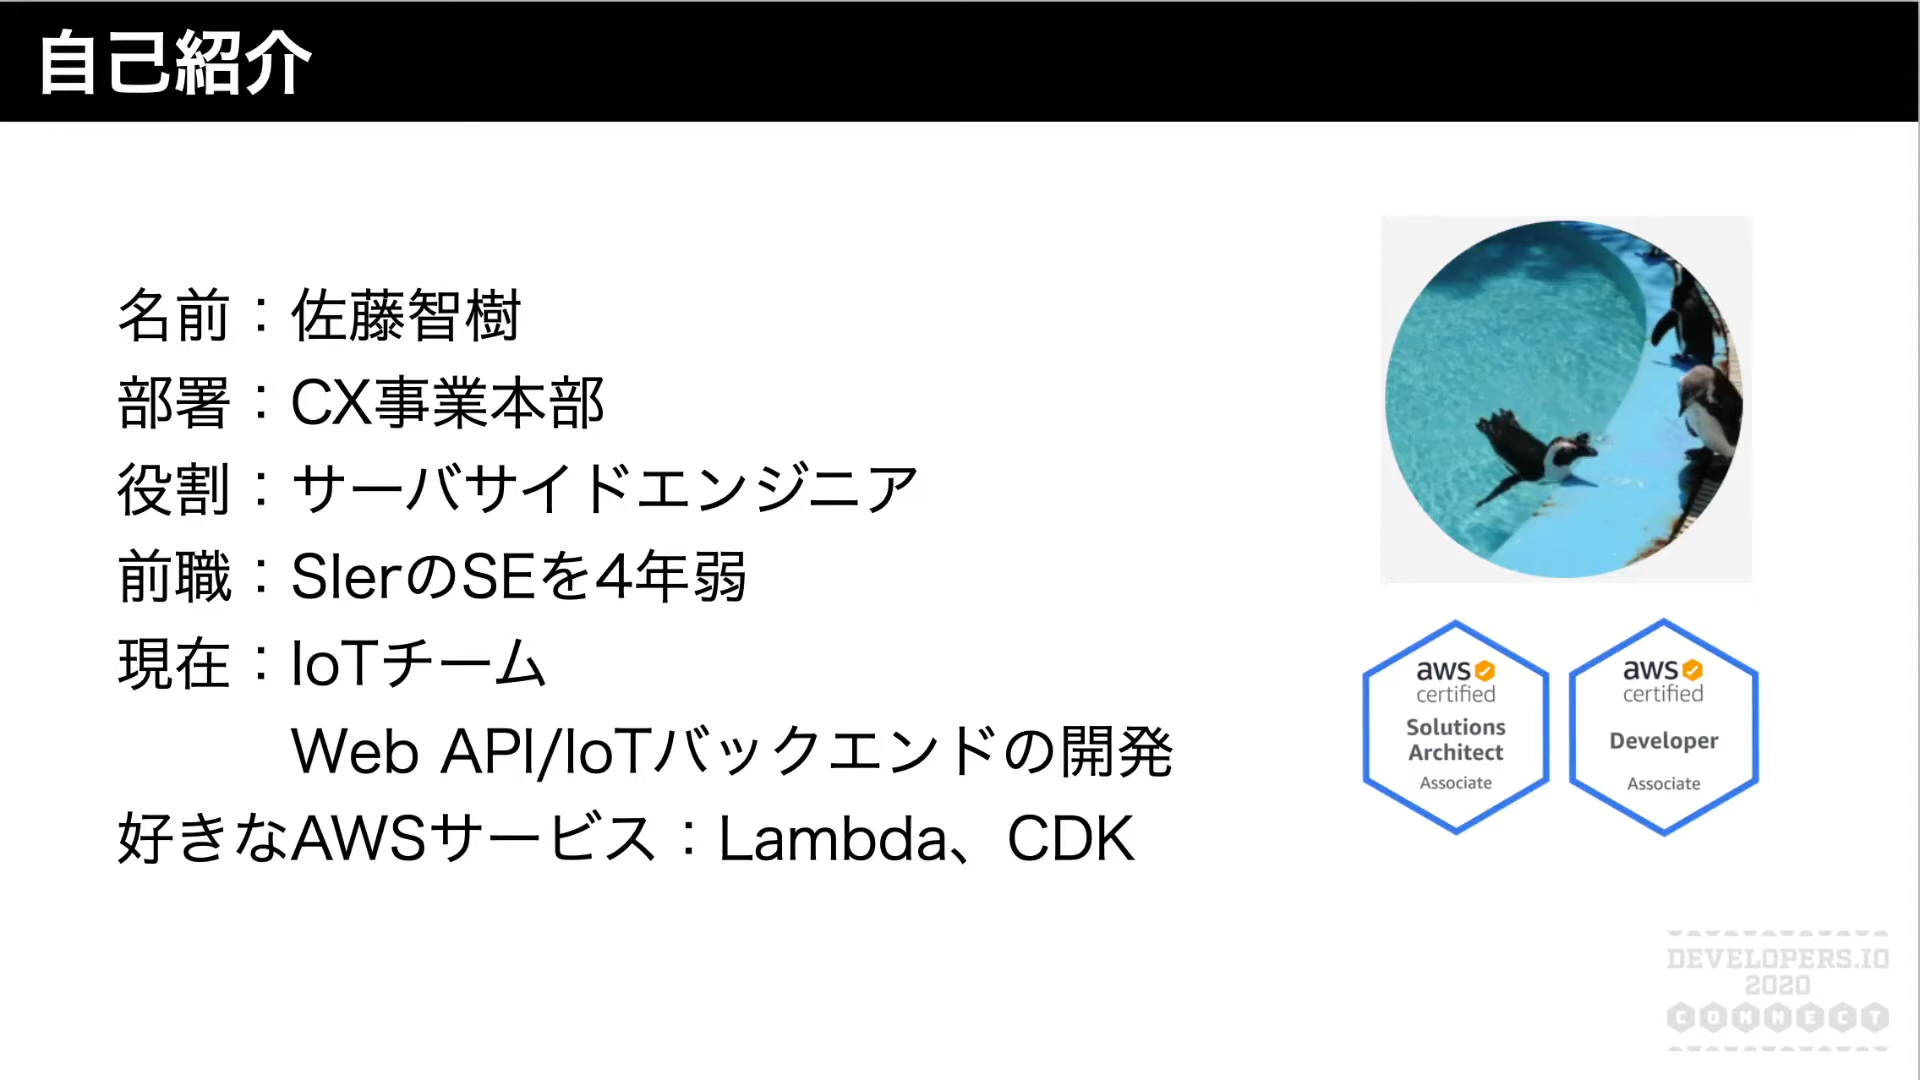 自己紹介
名前：佐藤智樹
部署：CX事業本部
役割：サーバサイドエンジニア
前職：SIerのSEを4年弱
現在：IoTチーム
Web API/IoTバックエンドの開発
好きなAWSサービス：Lambda、CDK
aws
certified
Solutions
Architect
Associate
aws
certified
Developer
Associate
DEVELOPERS.IO
2020
CONNECT